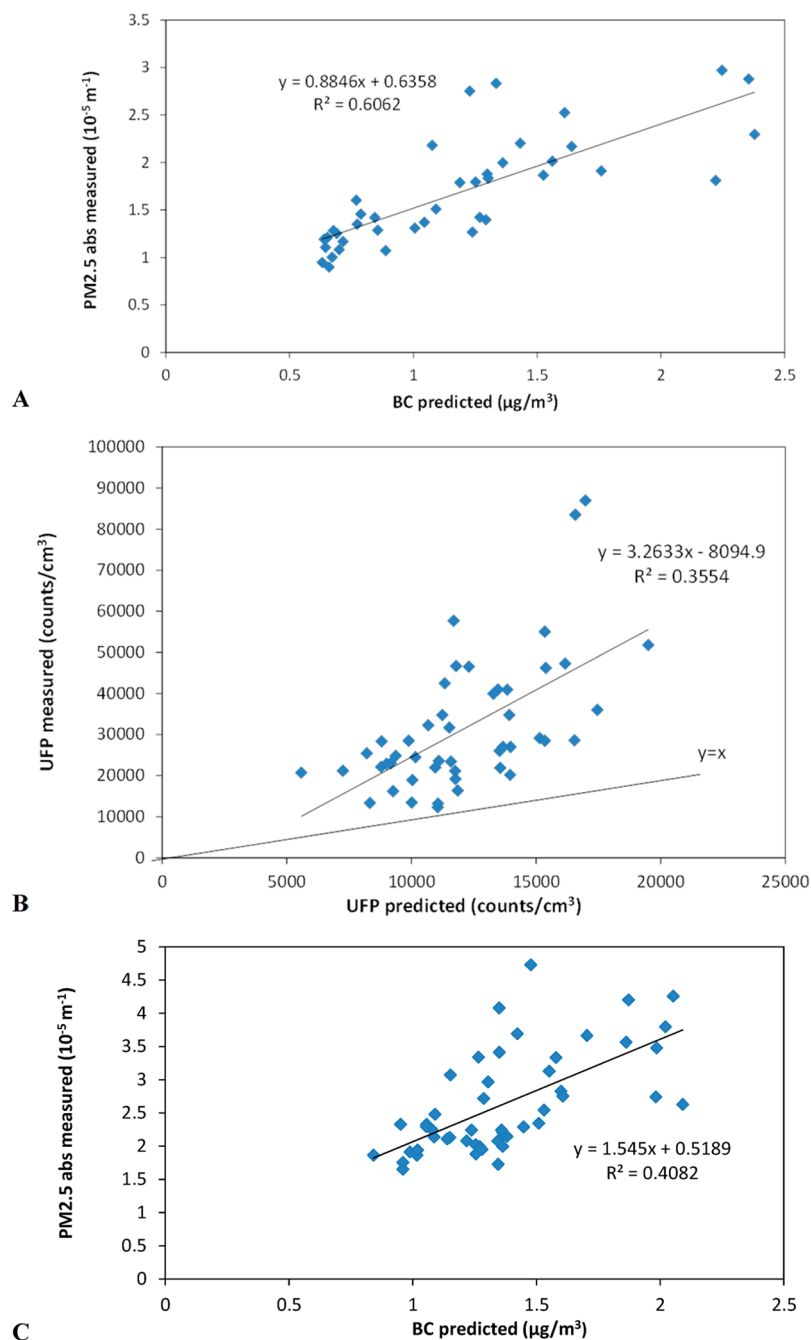 3.5
3
2.5
2
1.5
1
0.5
0
PM2.5 abs measured (10⁻⁵ m⁻¹)
y = 0.8846x + 0.6358
R² = 0.6062
0 0.5 1 1.5 2 2.5
BC predicted (µg/m³)
A
100000
90000
80000
70000
60000
50000
40000
30000
20000
10000
0
UFP measured (counts/cm³)
y = 3.2633x - 8094.9
R² = 0.3554
y=x
0 5000 10000 15000 20000 25000
UFP predicted (counts/cm³)
B
5
4.5
4
3.5
3
2.5
2
1.5
1
0.5
0
PM2.5 abs measured (10⁻⁵ m⁻¹)
y = 1.545x + 0.5189
R² = 0.4082
0 0.5 1 1.5 2 2.5
BC predicted (µg/m³)
C